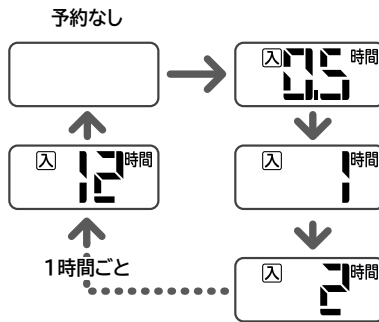 予約なし
入 0.5 時間
入 12 時間
入 1 時間
1時間ごと
入 2 時間